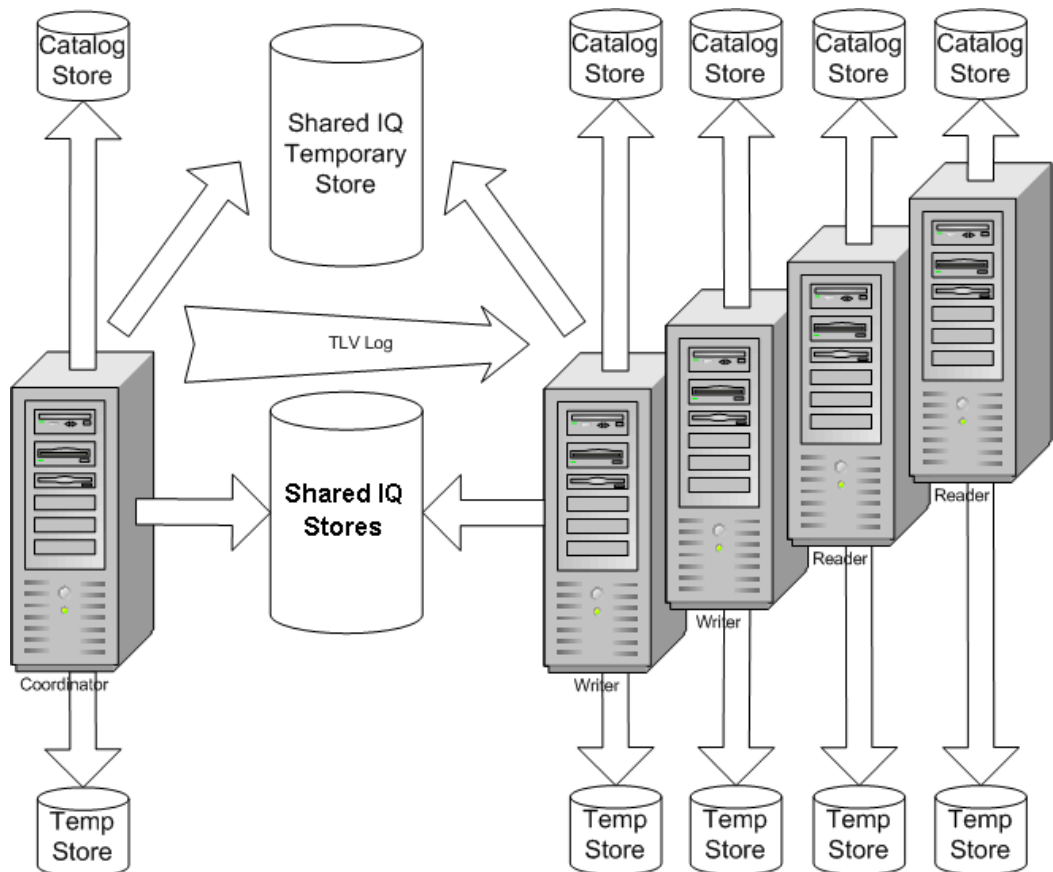 Catalog
Store
Shared IQ
Temporary
Store
Catalog
Store
Catalog
Store
Catalog
Store
Catalog
Store
TLV Log
Shared IQ
Stores
Reader
Reader
Writer
Coordinator
Writer
Temp
Store
Temp
Store
Temp
Store
Temp
Store
Temp
Store